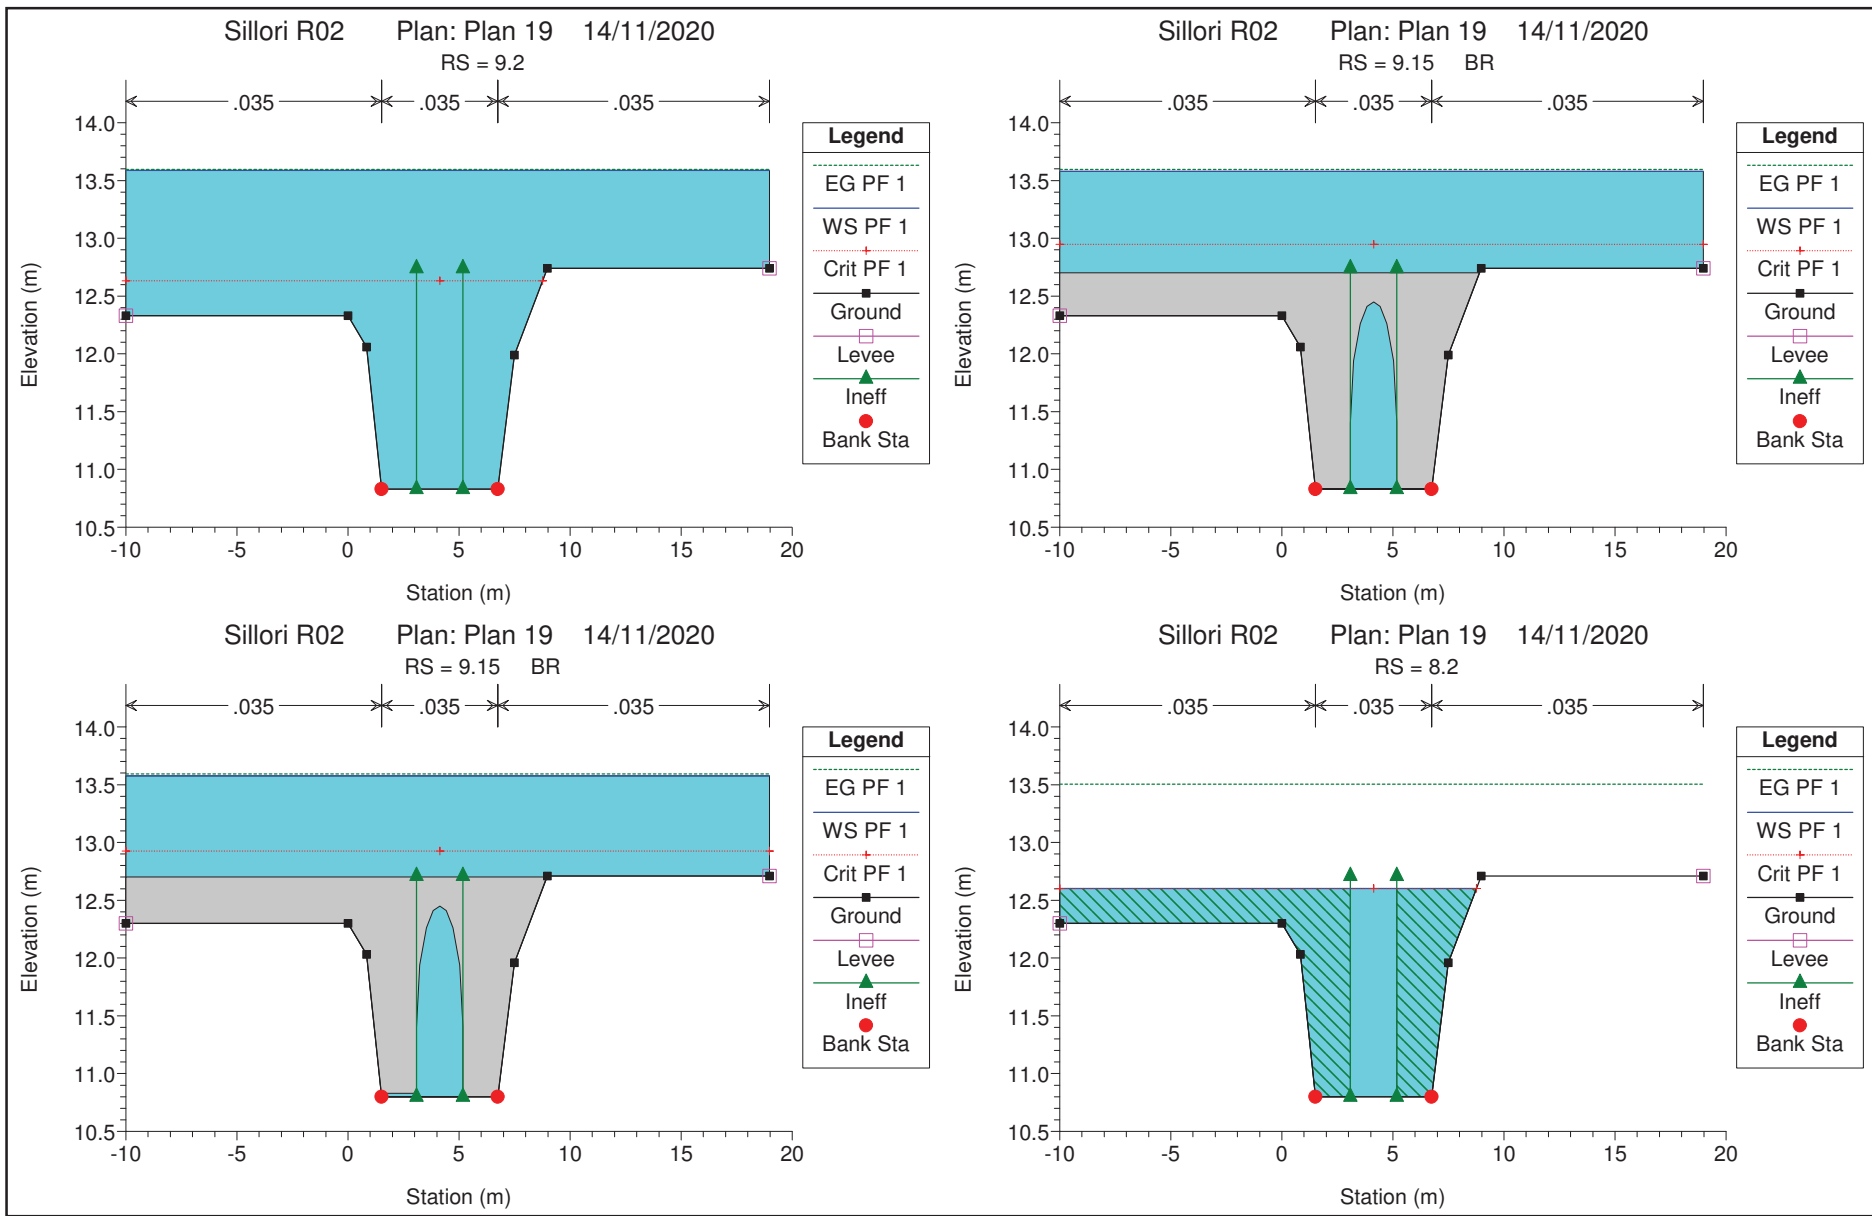 Sillori R02 Plan: Plan 19 14/11/2020
RS = 9.2
.035 .035 .035
14.0
13.5
13.0
12.5
12.0
11.5
11.0
10.5
Elevation (m)
-10 -5 0 5 10 15 20
Station (m)
Legend
EG PF 1
WS PF 1
Crit PF 1
Ground
Levee
Ineff
Bank Sta
Sillori R02 Plan: Plan 19 14/11/2020
RS = 9.15 BR
.035 .035 .035
14.0
13.5
13.0
12.5
12.0
11.5
11.0
10.5
Elevation (m)
-10 -5 0 5 10 15 20
Station (m)
Legend
EG PF 1
WS PF 1
Crit PF 1
Ground
Levee
Ineff
Bank Sta
Sillori R02 Plan: Plan 19 14/11/2020
RS = 9.15 BR
.035 .035 .035
14.0
13.5
13.0
12.5
12.0
11.5
11.0
10.5
Elevation (m)
-10 -5 0 5 10 15 20
Station (m)
Legend
EG PF 1
WS PF 1
Crit PF 1
Ground
Levee
Ineff
Bank Sta
Sillori R02 Plan: Plan 19 14/11/2020
RS = 8.2
.035 .035 .035
14.0
13.5
13.0
12.5
12.0
11.5
11.0
10.5
Elevation (m)
-10 -5 0 5 10 15 20
Station (m)
Legend
EG PF 1
WS PF 1
Crit PF 1
Ground
Levee
Ineff
Bank Sta